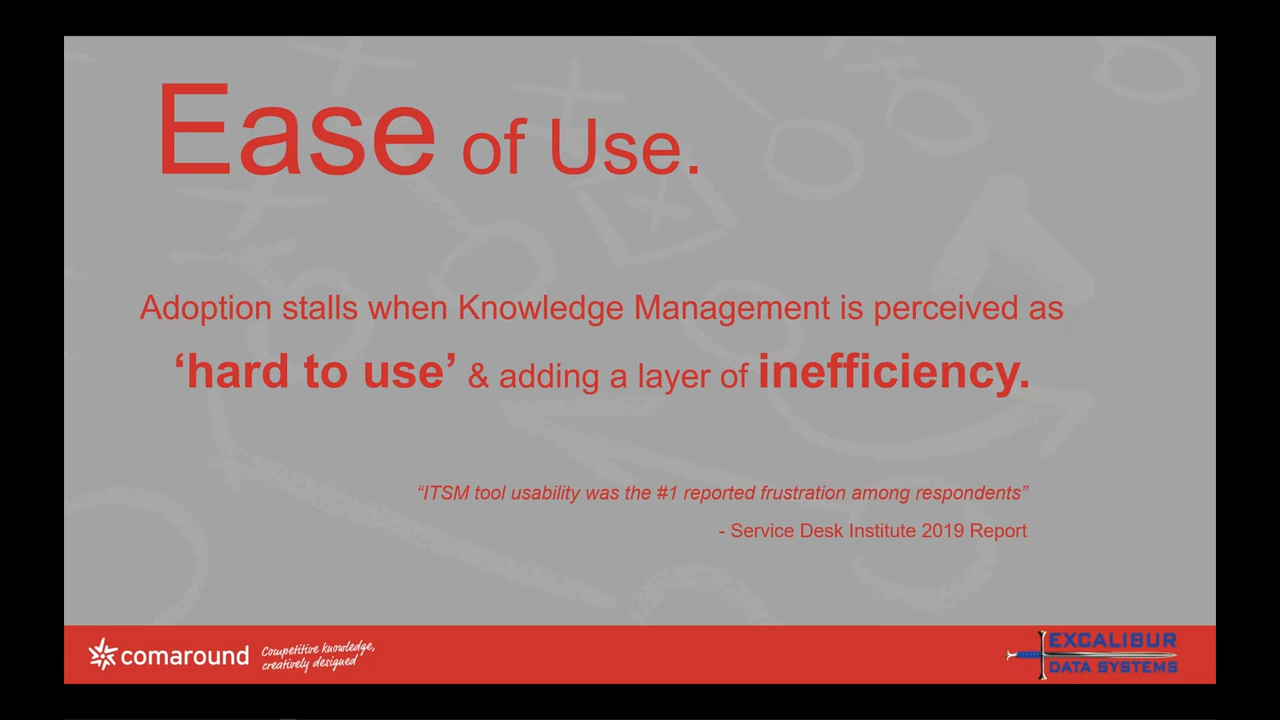 Ease of Use.
Adoption stalls when Knowledge Management is perceived as
‘hard to use’ & adding a layer of inefficiency.
“ITSM tool usability was the #1 reported frustration among respondents”
- Service Desk Institute 2019 Report
comaround
Competitive knowledge,
creatively designed
EXCALIBUR
DATA SYSTEMS